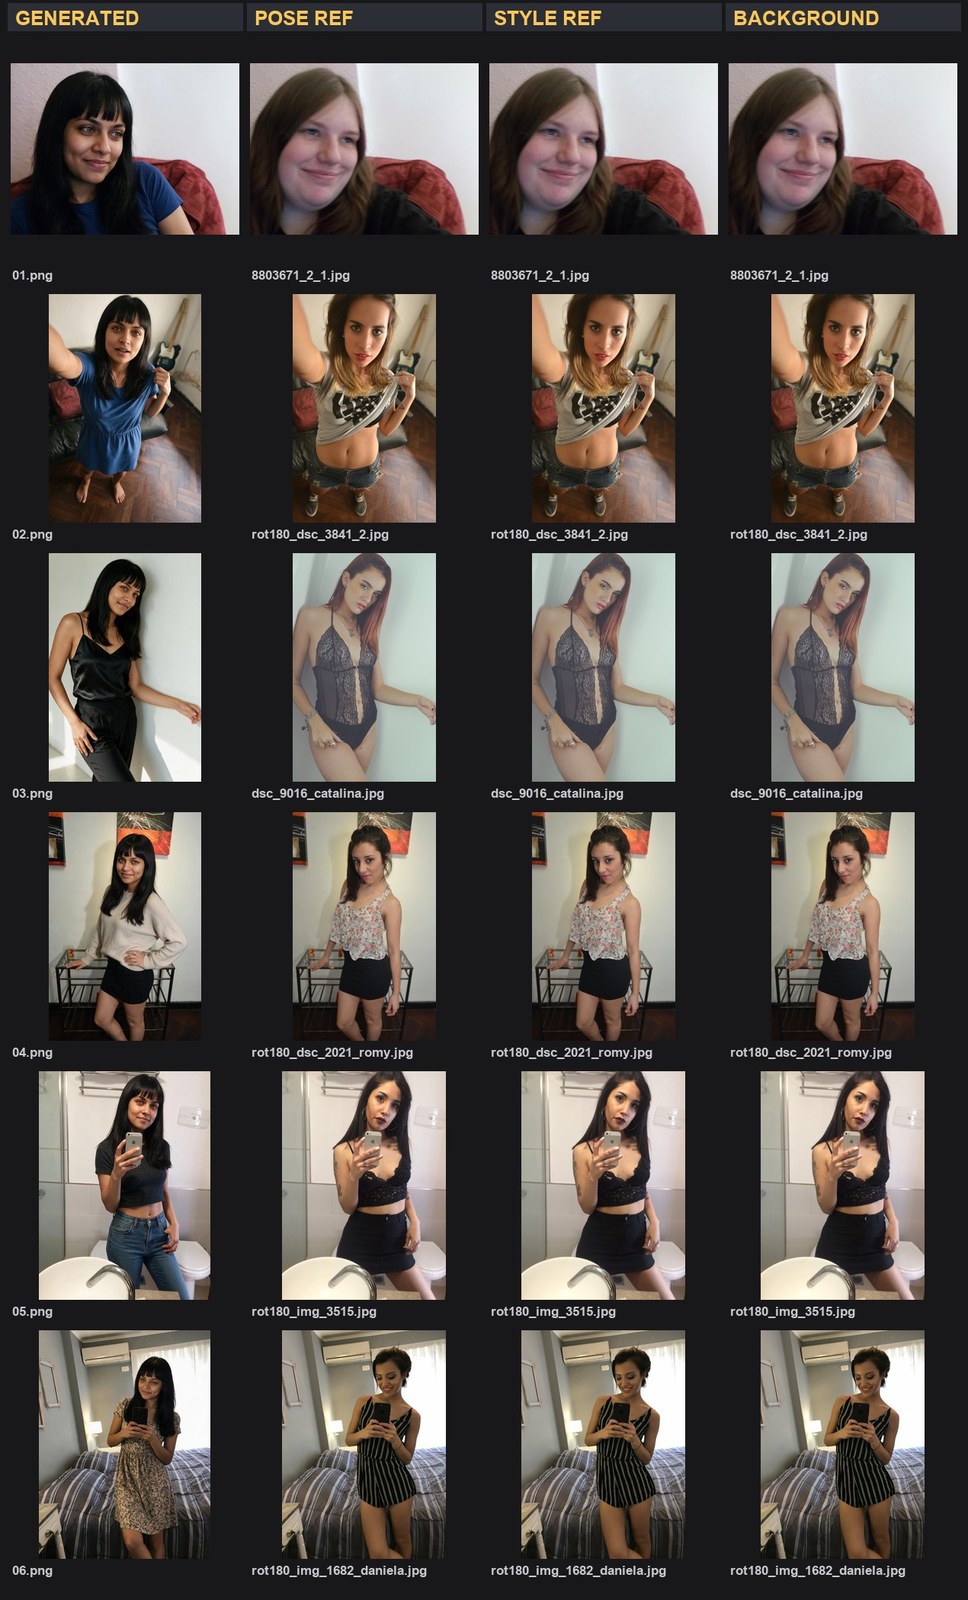 GENERATED POSE REF STYLE REF BACKGROUND
01.png 8803671_2_1.jpg 8803671_2_1.jpg 8803671_2_1.jpg
02.png rot180_dsc_3841_2.jpg rot180_dsc_3841_2.jpg rot180_dsc_3841_2.jpg
03.png dsc_9016_catalina.jpg dsc_9016_catalina.jpg dsc_9016_catalina.jpg
04.png rot180_dsc_2021_romy.jpg rot180_dsc_2021_romy.jpg rot180_dsc_2021_romy.jpg
05.png rot180_img_3515.jpg rot180_img_3515.jpg rot180_img_3515.jpg
06.png rot180_img_1682_daniela.jpg rot180_img_1682_daniela.jpg rot180_img_1682_daniela.jpg